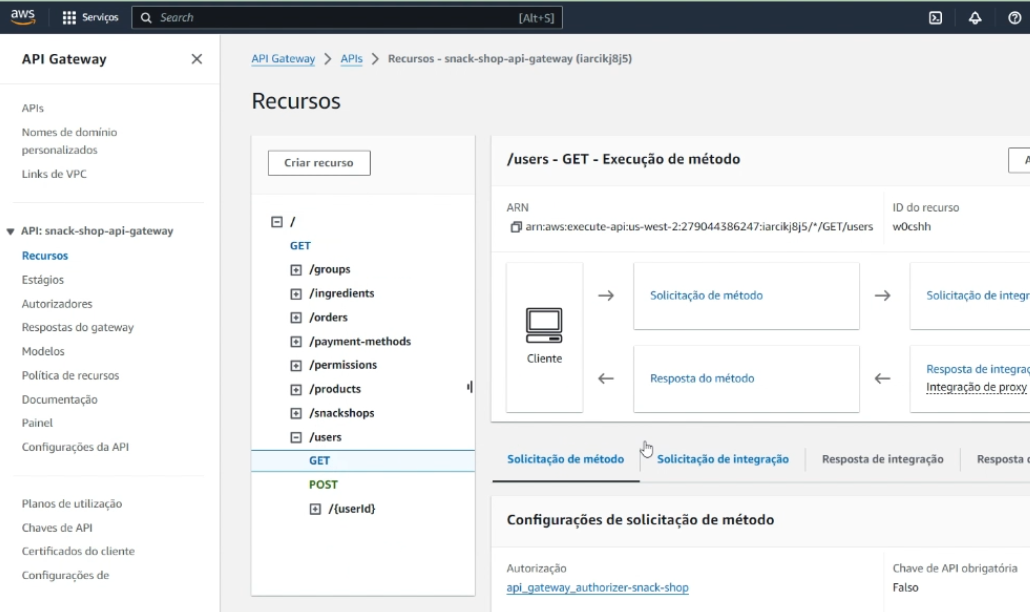 aws
Serviços
Search
[Alt+S]
API Gateway
APIs
Nomes de domínio
personalizados
Links de VPC
API: snack-shop-api-gateway
Recursos
Estágios
Autorizadores
Respostas do gateway
Modelos
Política de recursos
Documentação
Painel
Configurações da API
Planos de utilização
Chaves de API
Certificados do cliente
Configurações de
API Gateway > APIs > Recursos - snack-shop-api-gateway (iarcikj8j5)
Recursos
Criar recurso
/
GET
/groups
/ingredients
/orders
/payment-methods
/permissions
/products
/snackshops
/users
GET
POST
/{userId}
/users - GET - Execução de método
ARN
arn:aws:execute-api:us-west-2:279044386247:iarcikj8j5/*/GET/users
ID do recurso
w0cshh
Cliente
Solicitação de método
Solicitação de integr
Resposta do método
Resposta de integraç
Integração de proxy
Solicitação de método
Solicitação de integração
Resposta de integração
Resposta
Configurações de solicitação de método
Autorização
api_gateway_authorizer-snack-shop
Chave de API obrigatória
Falso